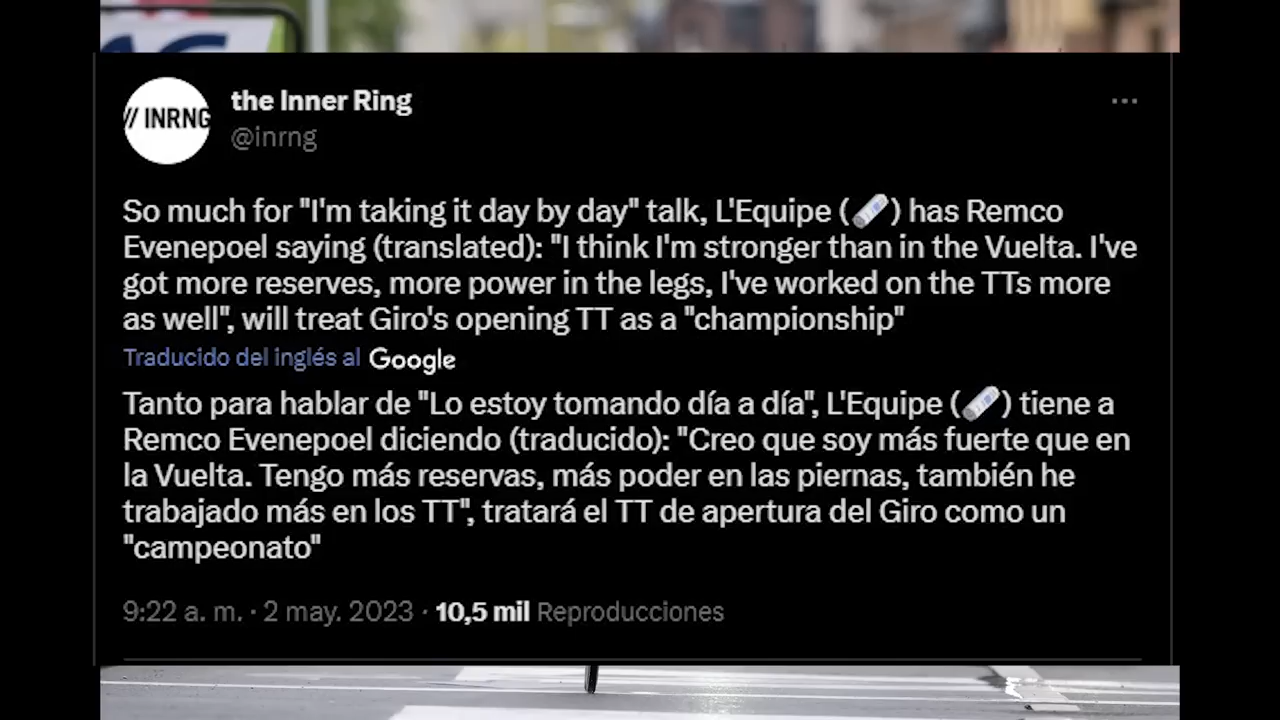 // INRNG
the Inner Ring
@inrng
So much for "I'm taking it day by day" talk, L'Equipe (🗞️) has Remco
Evenepoel saying (translated): "I think I'm stronger than in the Vuelta. I've
got more reserves, more power in the legs, I've worked on the TTs more
as well", will treat Giro's opening TT as a "championship"
Traducido del inglés al Google
Tanto para hablar de "Lo estoy tomando día a día", L'Equipe (🗞️) tiene a
Remco Evenepoel diciendo (traducido): "Creo que soy más fuerte que en
la Vuelta. Tengo más reservas, más poder en las piernas, también he
trabajado más en los TT", tratará el TT de apertura del Giro como un
"campeonato"
9:22 a. m. · 2 may. 2023 · 10,5 mil Reproducciones